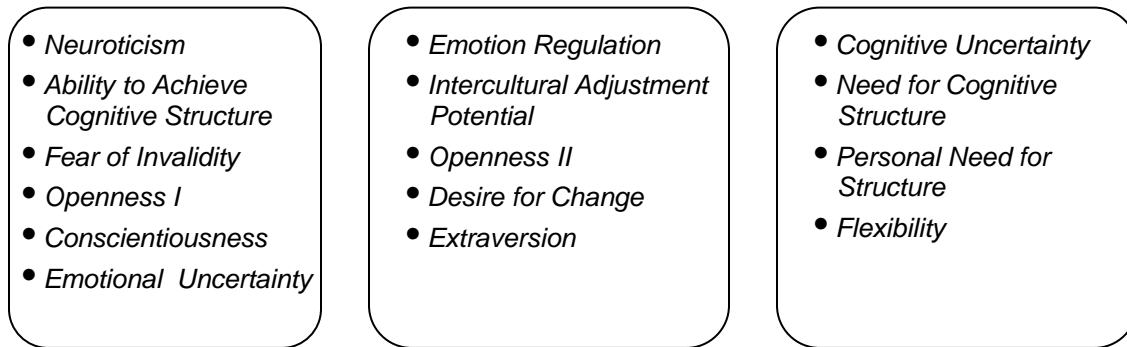 • Neuroticism
• Ability to Achieve
Cognitive Structure
• Fear of Invalidity
• Openness I
• Conscientiousness
• Emotional Uncertainty
• Emotion Regulation
• Intercultural Adjustment
Potential
• Openness II
• Desire for Change
• Extraversion
• Cognitive Uncertainty
• Need for Cognitive
Structure
• Personal Need for
Structure
• Flexibility